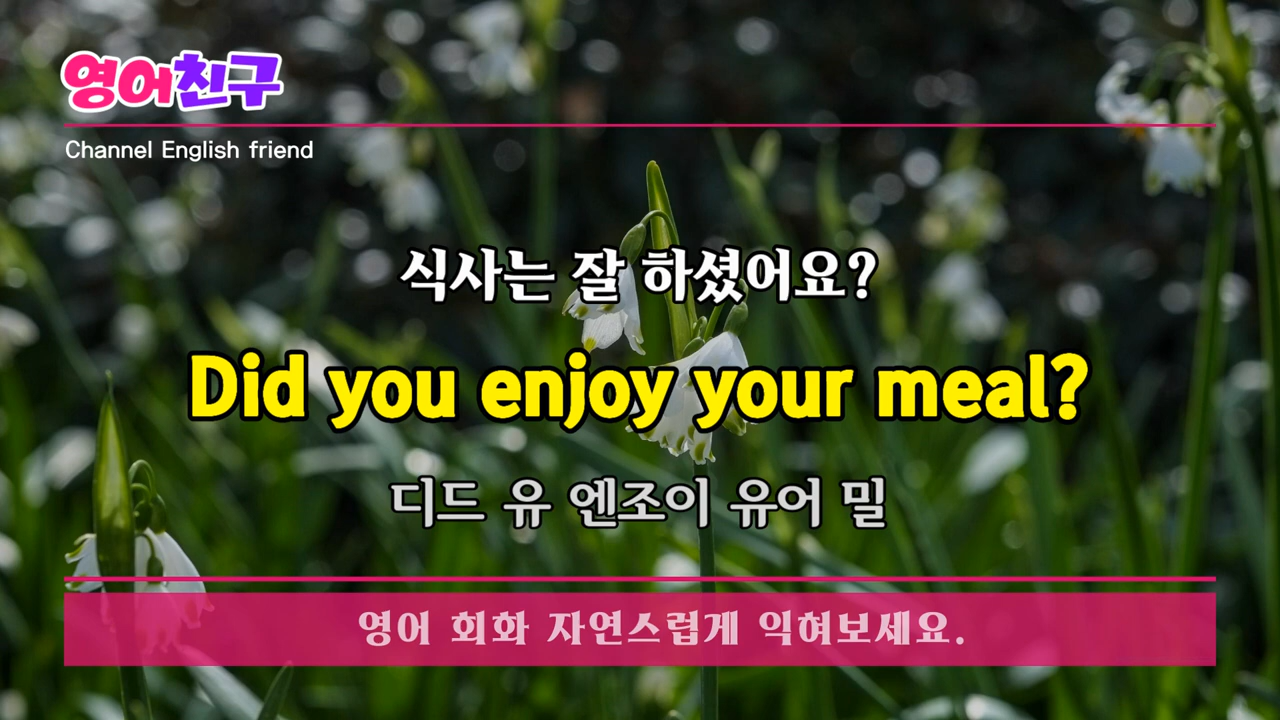 영어친구
Channel English friend
식사는 잘 하셨어요?
Did you enjoy your meal?
디드 유 엔조이 유어 밀
영어 회화 자연스럽게 익혀보세요.